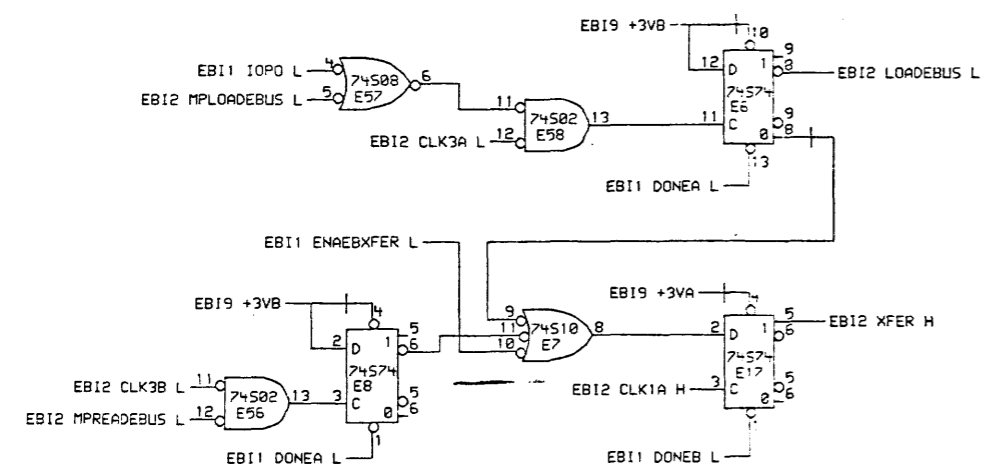 EBI9 +3VB
10
9
12 D 1 8
EBI2 LOADEBUS L
74S74
E6
11 C 9
0 8
13
EBI1 DONEA L
EBI1 IOPO L
4
74S08
E57
6
EBI2 MPLOADEBUS L
5
11
74S02
E58
13
EBI2 CLK3A L
12
EBI1 ENAEBXFER L
EBI9 +3VB
4
5
2 D 1 6
74S74
E8
3 C 5
0 6
1
EBI1 DONEA L
EBI2 CLK3B L
11
74S02
E56
13
EBI2 MPREADEBUS L
12
9
11
10
74S10
E7
8
EBI9 +3VA
4
5
2 D 1 6
EBI2 XFER H
74S74
E17
EBI2 CLK1A H
3 C 5
0 6
EBI1 DONEB L